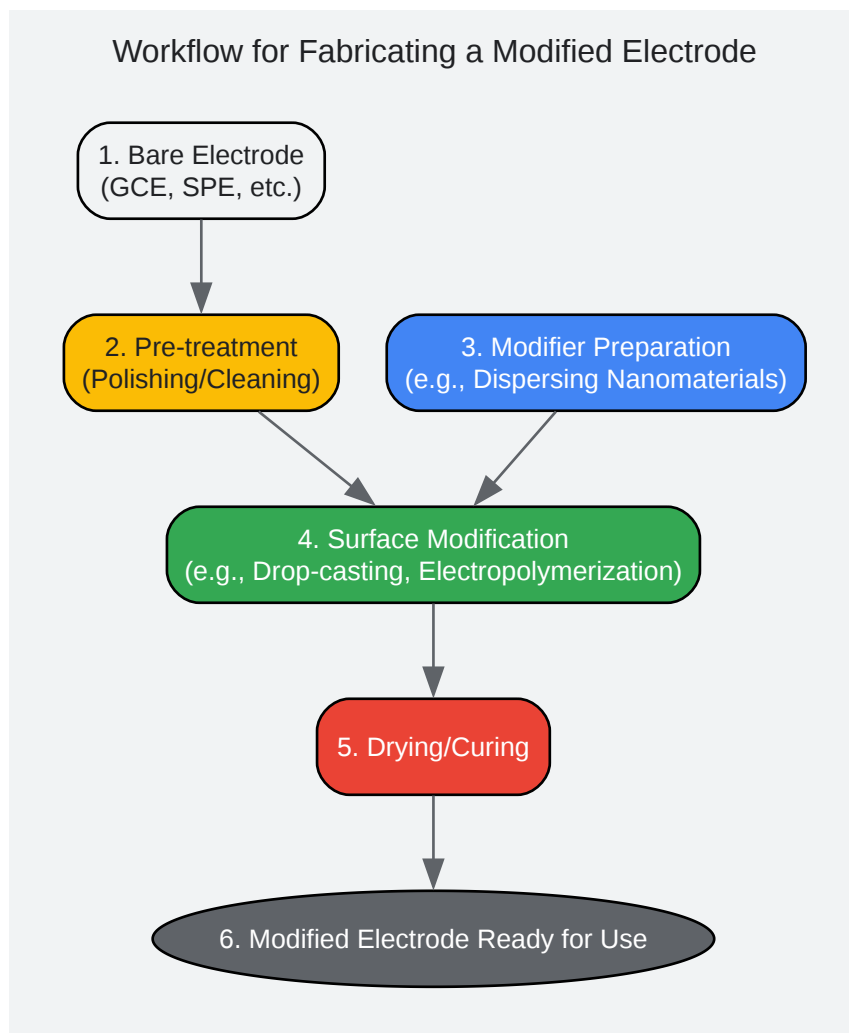 Workflow for Fabricating a Modified Electrode
1. Bare Electrode
(GCE, SPE, etc.)
2. Pre-treatment
(Polishing/Cleaning)
3. Modifier Preparation
(e.g., Dispersing Nanomaterials)
4. Surface Modification
(e.g., Drop-casting, Electropolymerization)
5. Drying/Curing
6. Modified Electrode Ready for Use